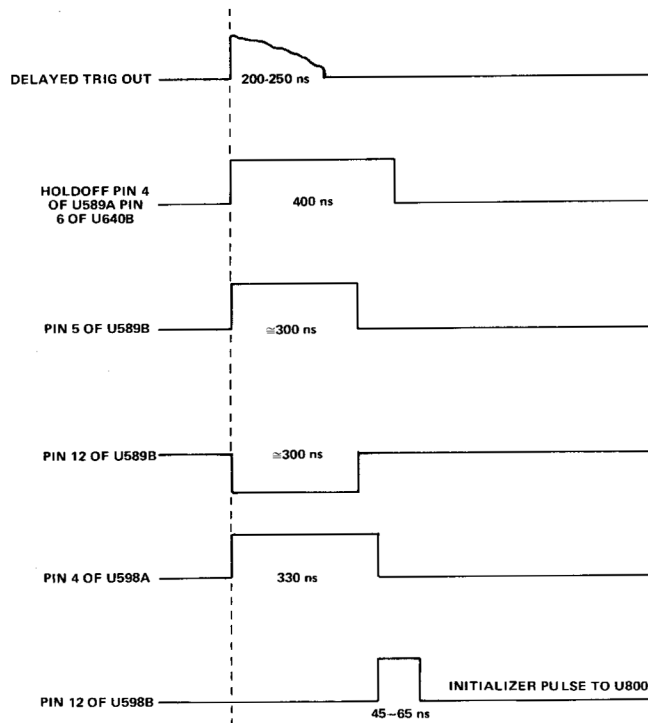 DELAYED TRIG OUT
200-250 ns
HOLDOFF PIN 4
OF U589A PIN
6 OF U640B
400 ns
PIN 5 OF U589B
≅300 ns
PIN 12 OF U589B
≅300 ns
PIN 4 OF U598A
330 ns
PIN 12 OF U598B
INITIALIZER PULSE TO U800
45–65 ns